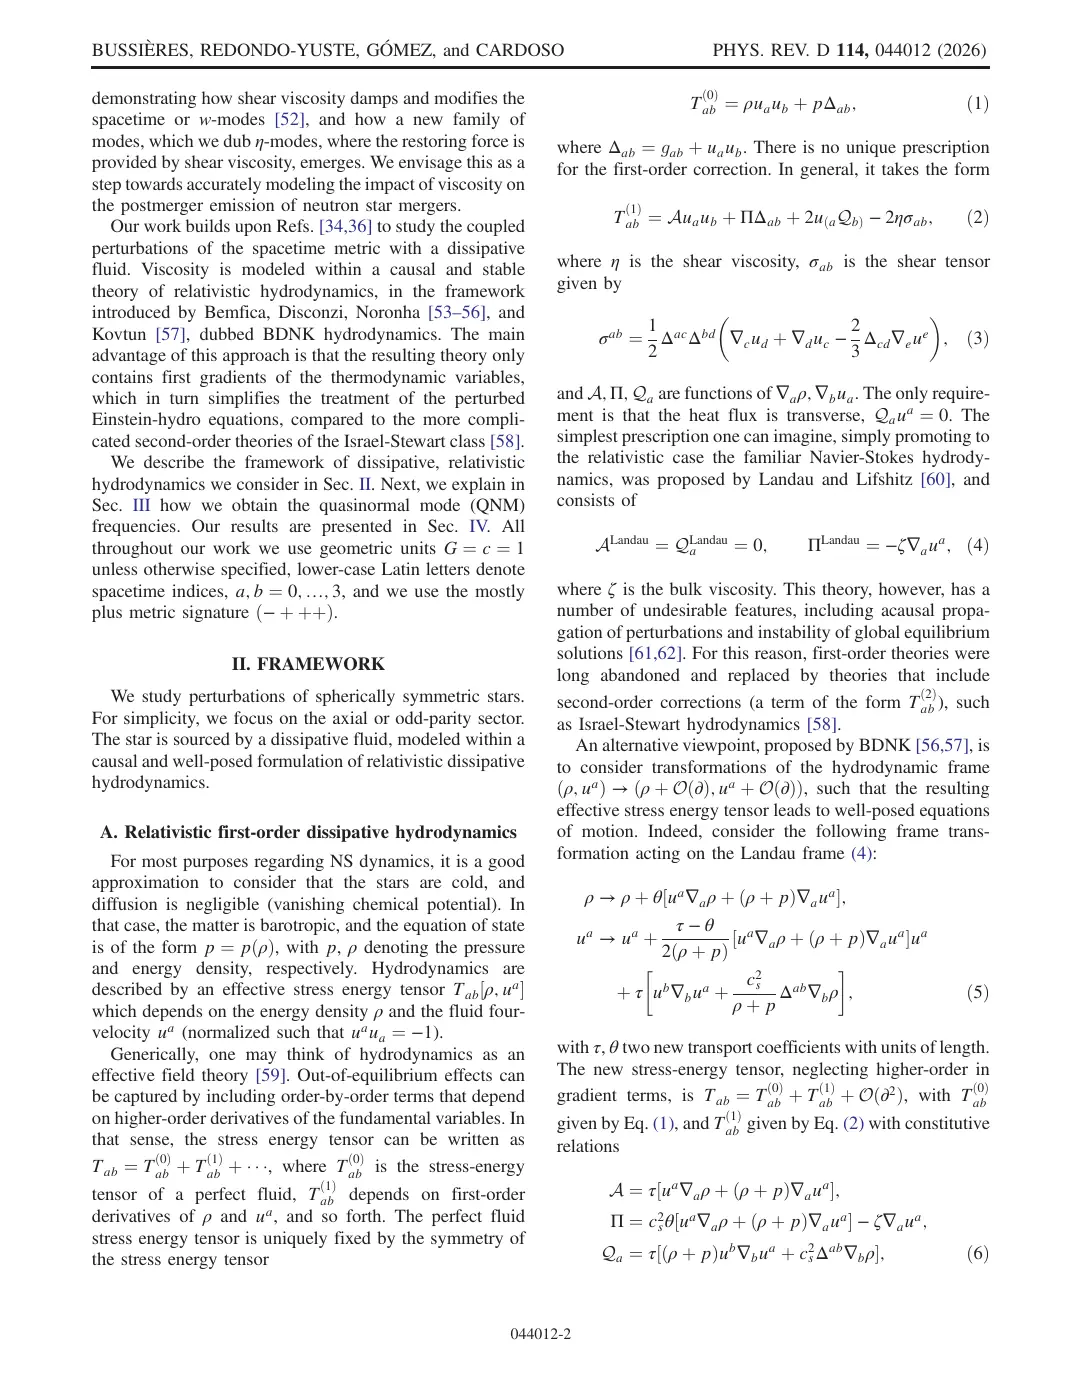 BUSSIÈRES, REDONDO-YUSTE, GÓMEZ, and CARDOSO
PHYS. REV. D 114, 044012 (2026)
demonstrating how shear viscosity damps and modifies the
spacetime or w-modes [52], and how a new family of
modes, which we dub η-modes, where the restoring force is
provided by shear viscosity, emerges. We envisage this as a
step towards accurately modeling the impact of viscosity on
the postmerger emission of neutron star mergers.
Our work builds upon Refs. [34,36] to study the coupled
perturbations of the spacetime metric with a dissipative
fluid. Viscosity is modeled within a causal and stable
theory of relativistic hydrodynamics, in the framework
introduced by Bemfica, Disconzi, Noronha [53–56], and
Kovtun [57], dubbed BDNK hydrodynamics. The main
advantage of this approach is that the resulting theory only
contains first gradients of the thermodynamic variables,
which in turn simplifies the treatment of the perturbed
Einstein-hydro equations, compared to the more compli-
cated second-order theories of the Israel-Stewart class [58].
We describe the framework of dissipative, relativistic
hydrodynamics we consider in Sec. II. Next, we explain in
Sec. III how we obtain the quasinormal mode (QNM)
frequencies. Our results are presented in Sec. IV. All
throughout our work we use geometric units G = c = 1
unless otherwise specified, lower-case Latin letters denote
spacetime indices, a, b = 0, …, 3, and we use the mostly
plus metric signature (− + ++).
II. FRAMEWORK
We study perturbations of spherically symmetric stars.
For simplicity, we focus on the axial or odd-parity sector.
The star is sourced by a dissipative fluid, modeled within a
causal and well-posed formulation of relativistic dissipative
hydrodynamics.
A. Relativistic first-order dissipative hydrodynamics
For most purposes regarding NS dynamics, it is a good
approximation to consider that the stars are cold, and
diffusion is negligible (vanishing chemical potential). In
that case, the matter is barotropic, and the equation of state
is of the form p = p(ρ), with p, ρ denoting the pressure
and energy density, respectively. Hydrodynamics are
described by an effective stress energy tensor T_{ab}[ρ, u^a]
which depends on the energy density ρ and the fluid four-
velocity u^a (normalized such that u^a u_a = −1).
Generically, one may think of hydrodynamics as an
effective field theory [59]. Out-of-equilibrium effects can
be captured by including order-by-order terms that depend
on higher-order derivatives of the fundamental variables. In
that sense, the stress energy tensor can be written as
T_{ab} = T_{ab}^{(0)} + T_{ab}^{(1)} + ⋯, where T_{ab}^{(0)} is the stress-energy
tensor of a perfect fluid, T_{ab}^{(1)} depends on first-order
derivatives of ρ and u^a, and so forth. The perfect fluid
stress energy tensor is uniquely fixed by the symmetry of
the stress energy tensor
T_{ab}^{(0)} = ρu_a u_b + pΔ_{ab}, (1)
where Δ_{ab} = g_{ab} + u_a u_b. There is no unique prescription
for the first-order correction. In general, it takes the form
T_{ab}^{(1)} = 𝒜u_a u_b + ΠΔ_{ab} + 2u_{(a}𝒬_{b)} − 2ησ_{ab}, (2)
where η is the shear viscosity, σ_{ab} is the shear tensor
given by
σ^{ab} = \frac{1}{2} Δ^{ac}Δ^{bd} (∇_c u_d + ∇_d u_c − \frac{2}{3} Δ_{cd}∇_e u^e), (3)
and 𝒜, Π, 𝒬_a are functions of ∇_a ρ, ∇_b u_a. The only require-
ment is that the heat flux is transverse, 𝒬_a u^a = 0. The
simplest prescription one can imagine, simply promoting to
the relativistic case the familiar Navier-Stokes hydrody-
namics, was proposed by Landau and Lifshitz [60], and
consists of
𝒜^{Landau} = 𝒬_a^{Landau} = 0, Π^{Landau} = −ζ∇_a u^a, (4)
where ζ is the bulk viscosity. This theory, however, has a
number of undesirable features, including acausal propa-
gation of perturbations and instability of global equilibrium
solutions [61,62]. For this reason, first-order theories were
long abandoned and replaced by theories that include
second-order corrections (a term of the form T_{ab}^{(2)}), such
as Israel-Stewart hydrodynamics [58].
An alternative viewpoint, proposed by BDNK [56,57], is
to consider transformations of the hydrodynamic frame
(ρ, u^a) → (ρ + 𝒪(∂), u^a + 𝒪(∂)), such that the resulting
effective stress energy tensor leads to well-posed equations
of motion. Indeed, consider the following frame trans-
formation acting on the Landau frame (4):
ρ → ρ + θ[u^a∇_a ρ + (ρ + p)∇_a u^a],
u^a → u^a + \frac{τ − θ}{2(ρ + p)} [u^a∇_a ρ + (ρ + p)∇_a u^a]u^a
+ τ[u^b∇_b u^a + \frac{c_s^2}{ρ + p} Δ^{ab}∇_b ρ], (5)
with τ, θ two new transport coefficients with units of length.
The new stress-energy tensor, neglecting higher-order in
gradient terms, is T_{ab} = T_{ab}^{(0)} + T_{ab}^{(1)} + 𝒪(∂^2), with T_{ab}^{(0)}
given by Eq. (1), and T_{ab}^{(1)} given by Eq. (2) with constitutive
relations
𝒜 = τ[u^a∇_a ρ + (ρ + p)∇_a u^a],
Π = c_s^2 θ[u^a∇_a ρ + (ρ + p)∇_a u^a] − ζ∇_a u^a,
𝒬_a = τ[(ρ + p)u^b∇_b u^a + c_s^2 Δ^{ab}∇_b ρ], (6)
044012-2